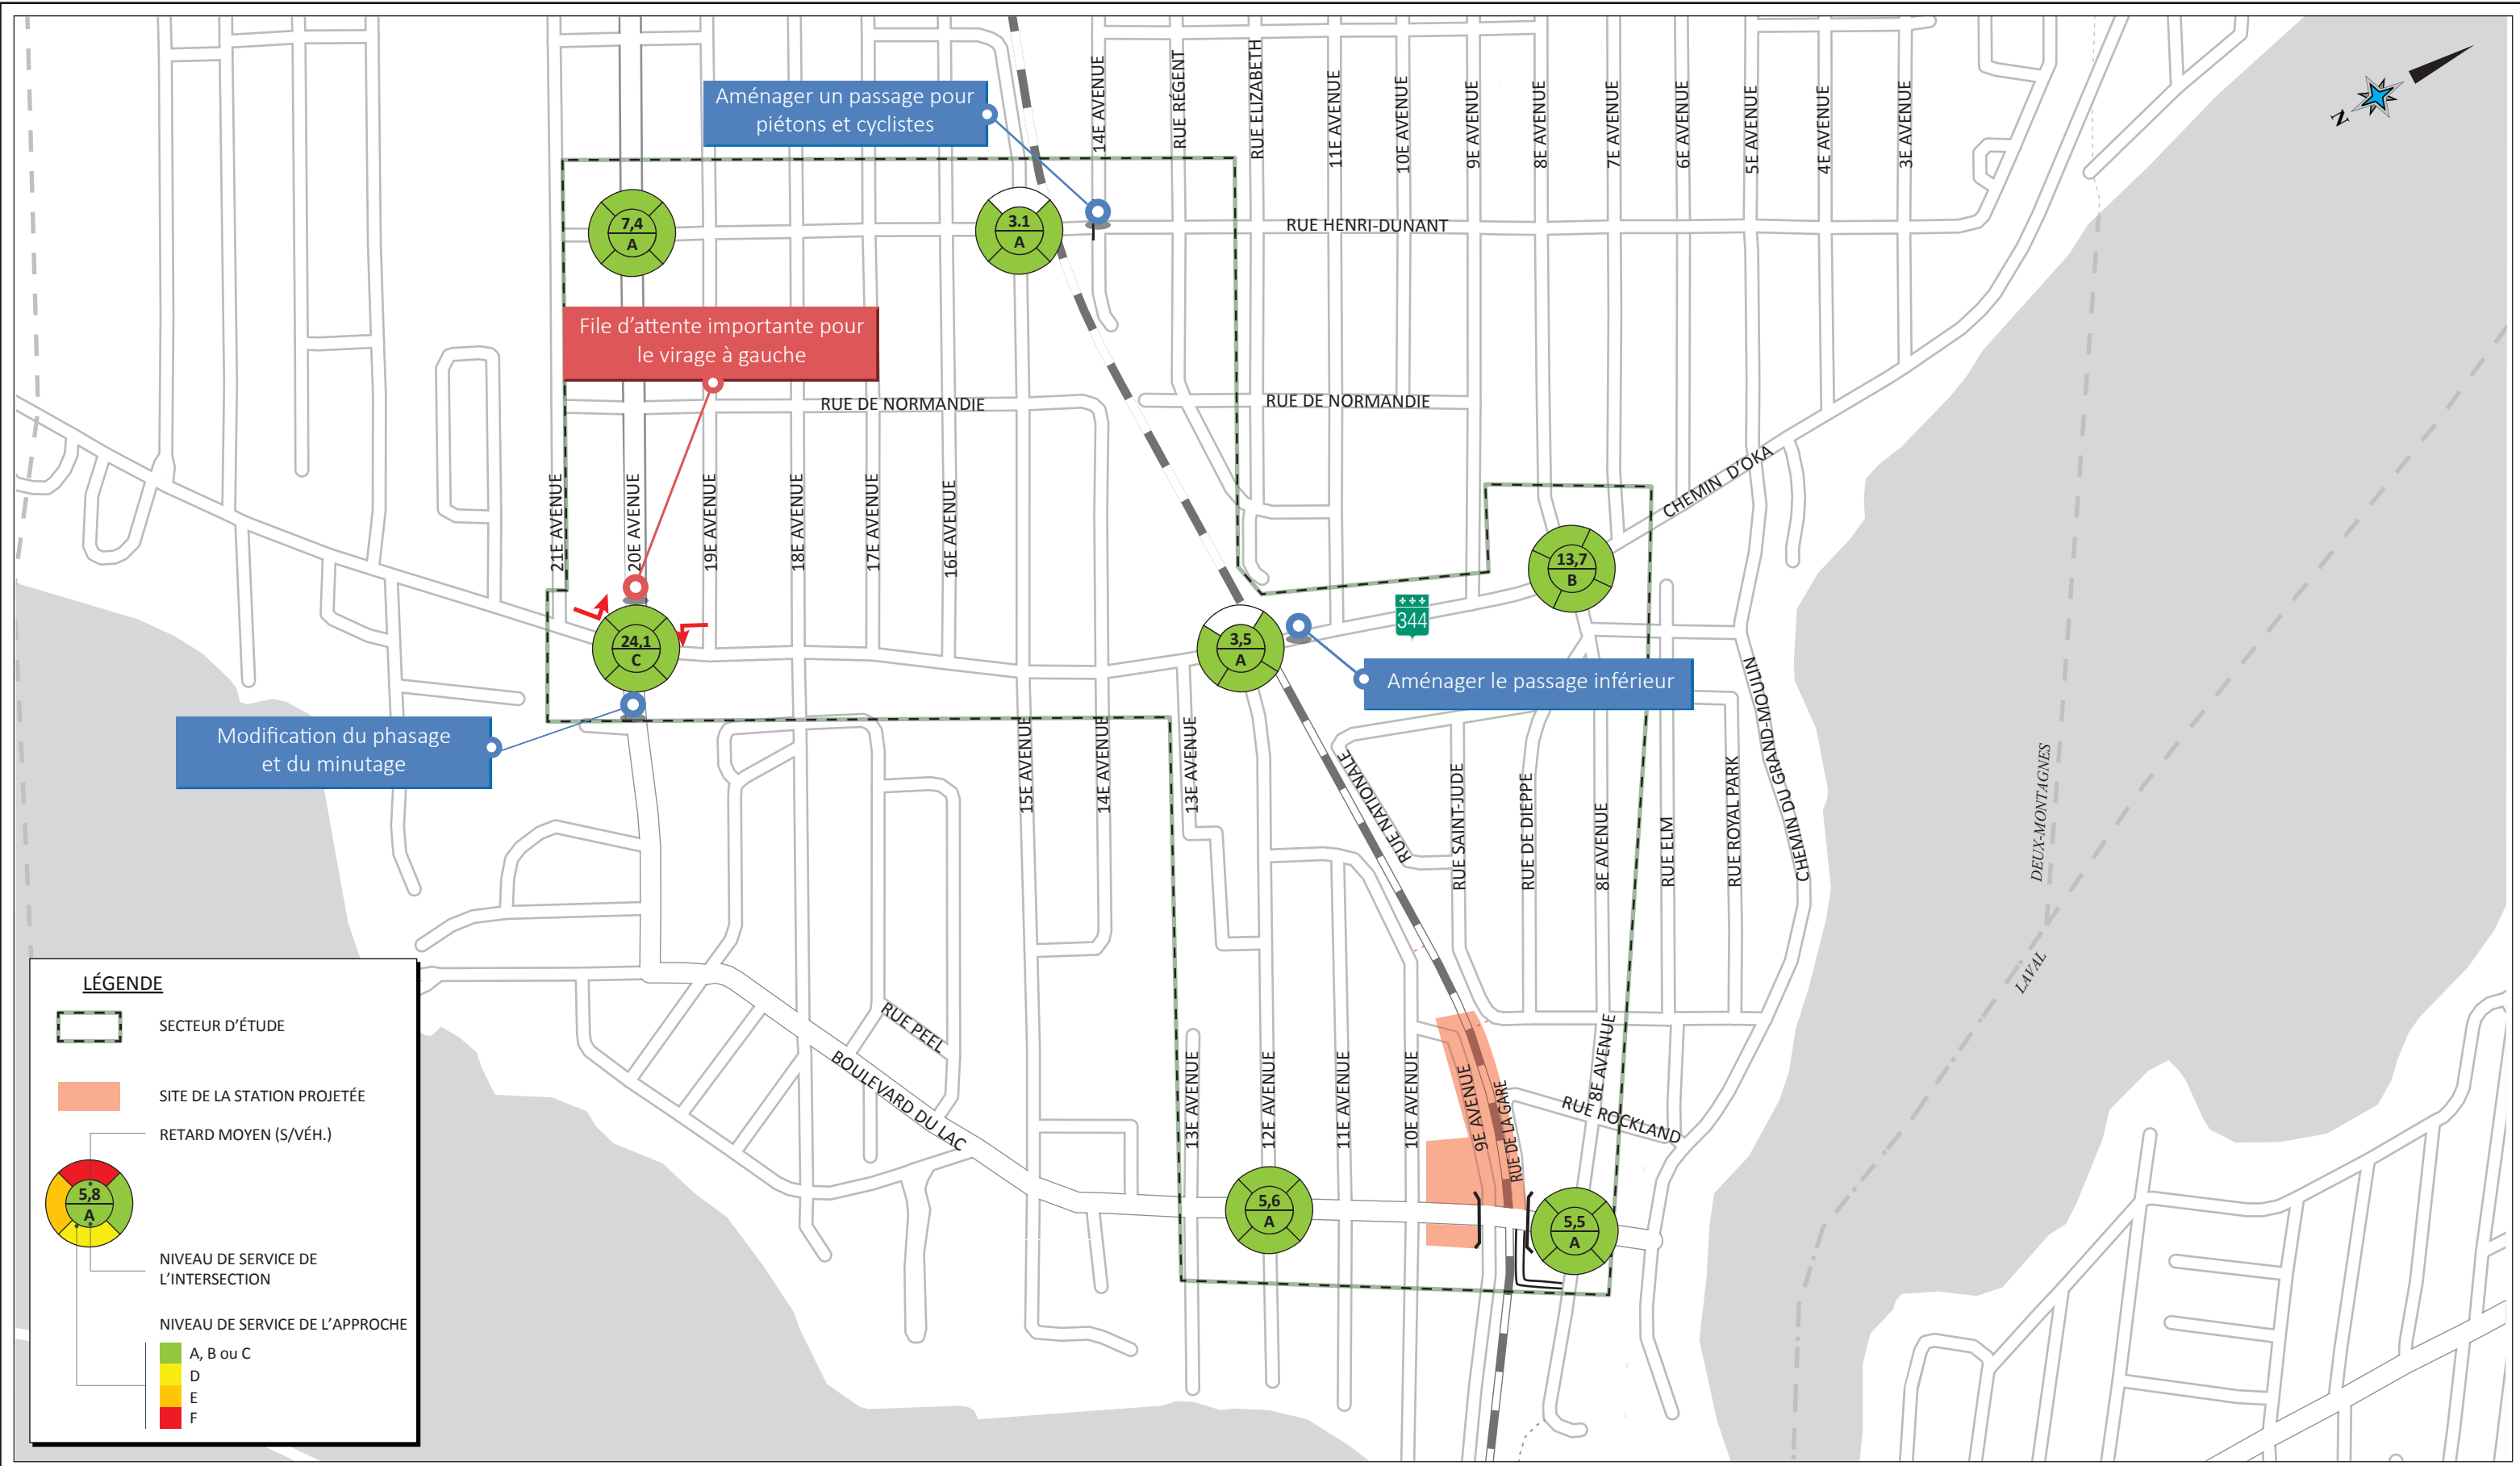 Aménager un passage pour
piétons et cyclistes
14E AVENUE
RUE RÉGENT
RUE ELIZABETH
11E AVENUE
10E AVENUE
9E AVENUE
8E AVENUE
7E AVENUE
6E AVENUE
5E AVENUE
4E AVENUE
3E AVENUE
N
7,4
A
3.1
A
RUE HENRI-DUNANT
File d'attente importante pour
le virage à gauche
RUE DE NORMANDIE
RUE DE NORMANDIE
21E AVENUE
20E AVENUE
19E AVENUE
18E AVENUE
17E AVENUE
16E AVENUE
CHEMIN D'OKA
13,7
B
344
24,1
C
3,5
A
Aménager le passage inférieur
Modification du phasage
et du minutage
15E AVENUE
14E AVENUE
13E AVENUE
RUE NATIONALE
RUE SAINT-JUDE
RUE DE DIEPPE
8E AVENUE
RUE ELM
RUE ROYAL PARK
CHEMIN DU GRAND-MOULIN
DEUX-MONTAGNES
LAVAL
RUE PEEL
BOULEVARD DU LAC
13E AVENUE
12E AVENUE
11E AVENUE
10E AVENUE
9E AVENUE
RUE DE LA GARE
8E AVENUE
RUE ROCKLAND
5,6
A
5,5
A
LÉGENDE
SECTEUR D'ÉTUDE
SITE DE LA STATION PROJETÉE
RETARD MOYEN (S/VÉH.)
5,8
A
NIVEAU DE SERVICE DE
L'INTERSECTION
NIVEAU DE SERVICE DE L'APPROCHE
A, B ou C
D
E
F